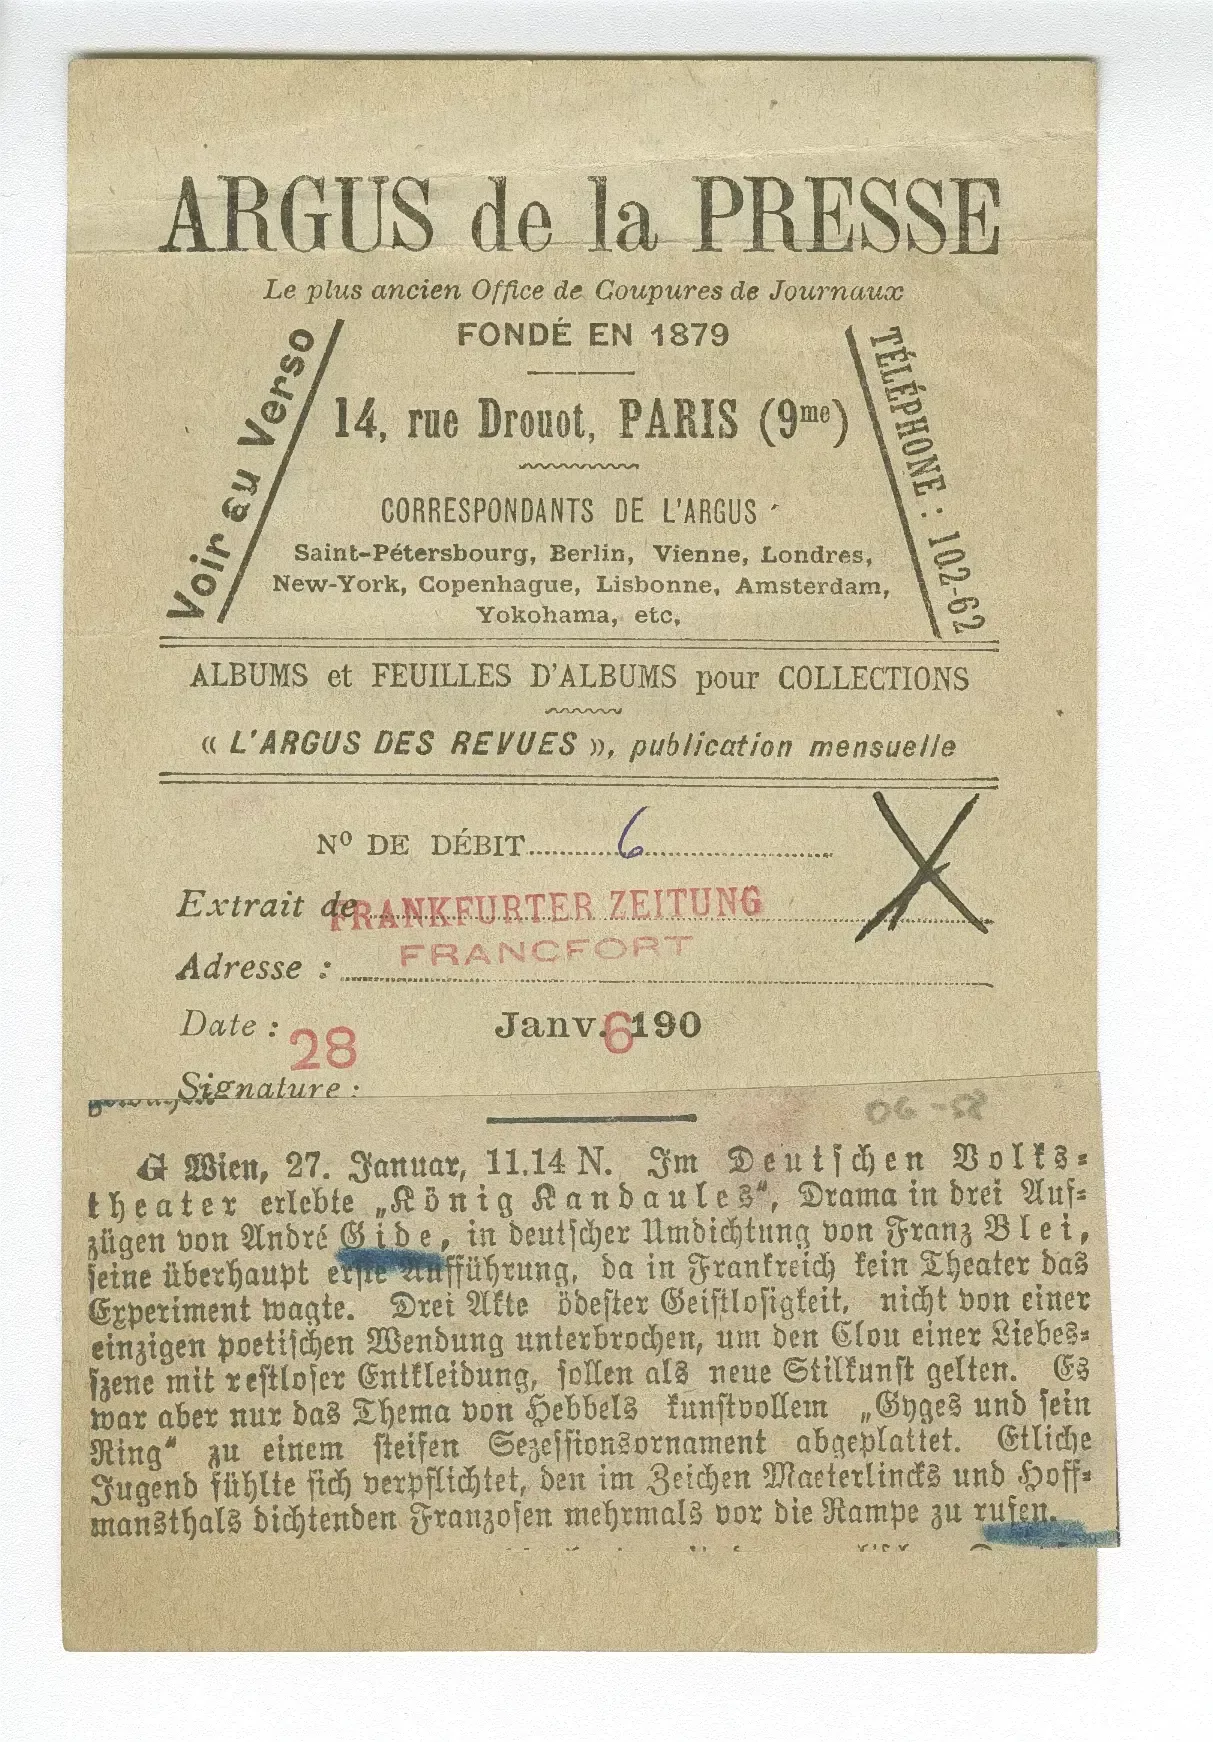 ARGUS de la PRESSE
Le plus ancien Office de Coupures de Journaux
FONDÉ EN 1879
Voir au Verso
14, rue Drouot, PARIS (9me)
TÉLÉPHONE : 102-62
CORRESPONDANTS DE L'ARGUS
Saint-Pétersbourg, Berlin, Vienne, Londres,
New-York, Copenhague, Lisbonne, Amsterdam,
Yokohama, etc,
ALBUMS et FEUILLES D'ALBUMS pour COLLECTIONS
« L'ARGUS DES REVUES », publication mensuelle
No DE DÉBIT 6
Extrait de FRANKFURTER ZEITUNG
Adresse : FRANCFORT
Date : 28 Janv. 6 190
Signature :
06-58
G Wien, 27. Januar, 11.14 N. Im Deutschen Volks-
theater erlebte „König Kandaules“, Drama in drei Auf-
zügen von André Gide, in deutscher Umdichtung von Franz Blei,
seine überhaupt erste Aufführung, da in Frankreich kein Theater das
Experiment wagte. Drei Akte ödester Geistlosigkeit, nicht von einer
einzigen poetischen Wendung unterbrochen, um den Clou einer Liebes-
szene mit restloser Entkleidung, sollen als neue Stilkunst gelten. Es
war aber nur das Thema von Hebbels kunstvollem „Gyges und sein
Ring“ zu einem steifen Sezessionsornament abgeplattet. Etliche
Jugend fühlte sich verpflichtet, den im Zeichen Maeterlincks und Hoff-
mansthals dichtenden Franzosen mehrmals vor die Rampe zu rufen.